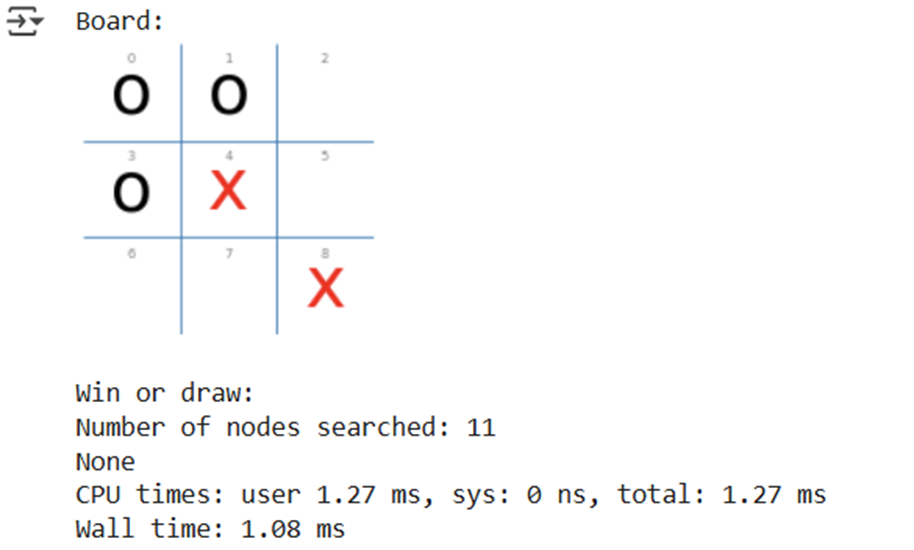 Board:
0 1 2
O O
3 4 5
O X
6 7 8
X
Win or draw:
Number of nodes searched: 11
None
CPU times: user 1.27 ms, sys: 0 ns, total: 1.27 ms
Wall time: 1.08 ms